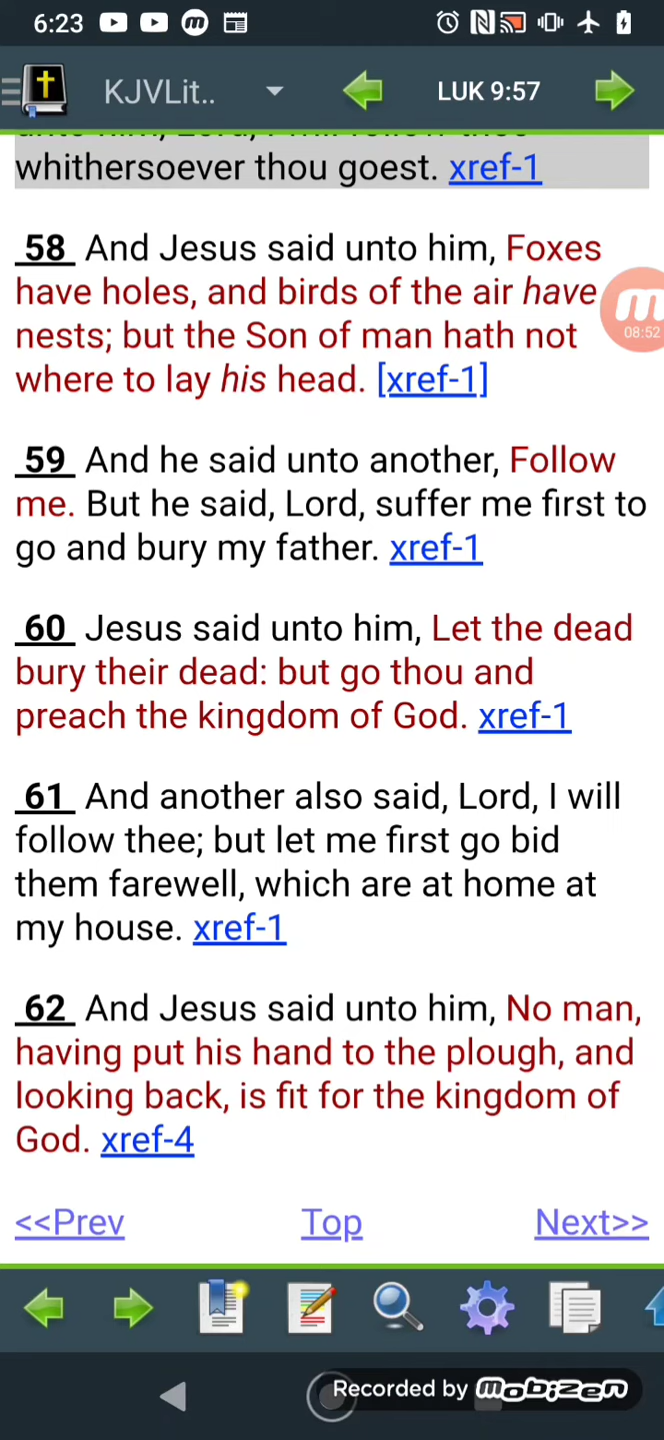 6:23
KJVLit..
LUK 9:57
whithersoever thou goest. xref-1
58 And Jesus said unto him, Foxes
have holes, and birds of the air have
nests; but the Son of man hath not
where to lay his head. [xref-1]
08:52
59 And he said unto another, Follow
me. But he said, Lord, suffer me first to
go and bury my father. xref-1
60 Jesus said unto him, Let the dead
bury their dead: but go thou and
preach the kingdom of God. xref-1
61 And another also said, Lord, I will
follow thee; but let me first go bid
them farewell, which are at home at
my house. xref-1
62 And Jesus said unto him, No man,
having put his hand to the plough, and
looking back, is fit for the kingdom of
God. xref-4
<<Prev Top Next>>
Recorded by Mobizen